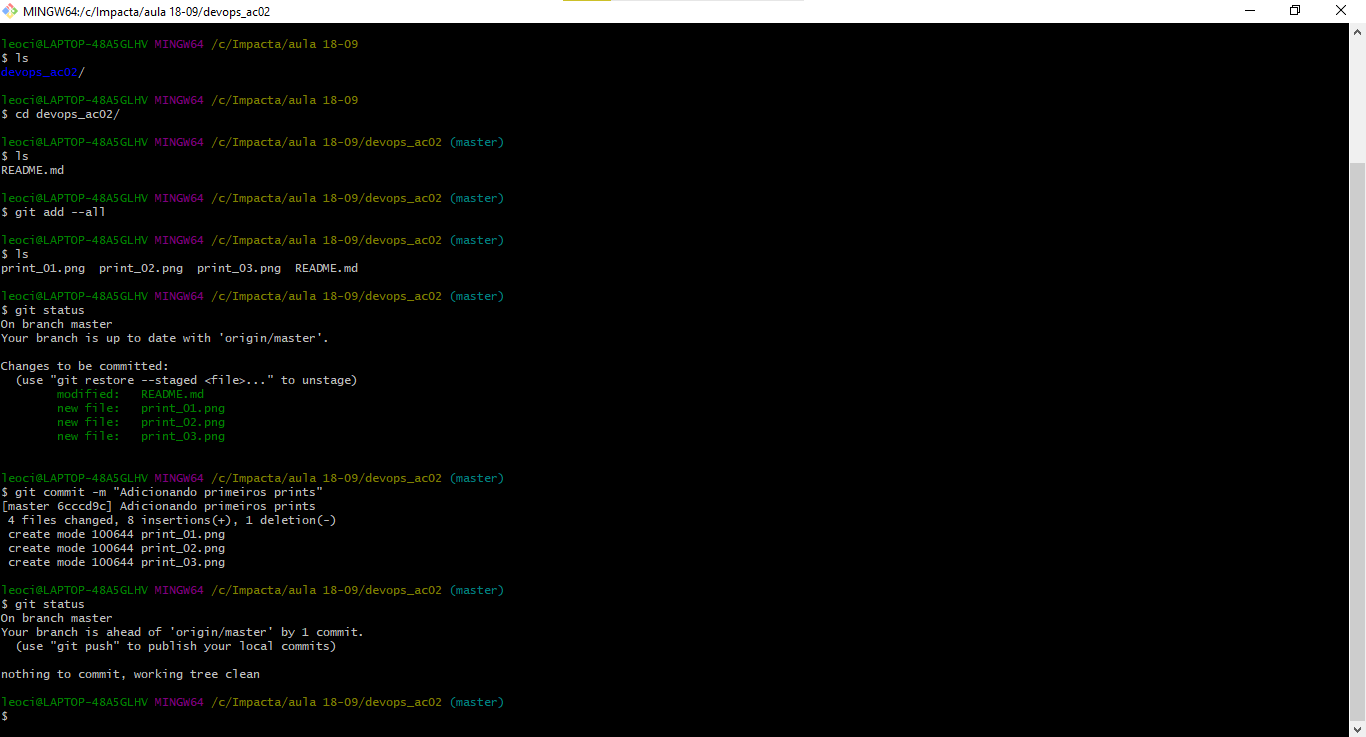 MINGW64:/c/Impacta/aula 18-09/devops_ac02
leoci@LAPTOP-48A5GLHV MINGW64 /c/Impacta/aula 18-09
$ ls
devops_ac02/
leoci@LAPTOP-48A5GLHV MINGW64 /c/Impacta/aula 18-09
$ cd devops_ac02/
leoci@LAPTOP-48A5GLHV MINGW64 /c/Impacta/aula 18-09/devops_ac02 (master)
$ ls
README.md
leoci@LAPTOP-48A5GLHV MINGW64 /c/Impacta/aula 18-09/devops_ac02 (master)
$ git add --all
leoci@LAPTOP-48A5GLHV MINGW64 /c/Impacta/aula 18-09/devops_ac02 (master)
$ ls
print_01.png  print_02.png  print_03.png  README.md
leoci@LAPTOP-48A5GLHV MINGW64 /c/Impacta/aula 18-09/devops_ac02 (master)
$ git status
On branch master
Your branch is up to date with 'origin/master'.
Changes to be committed:
  (use "git restore --staged <file>..." to unstage)
        modified:   README.md
        new file:   print_01.png
        new file:   print_02.png
        new file:   print_03.png
leoci@LAPTOP-48A5GLHV MINGW64 /c/Impacta/aula 18-09/devops_ac02 (master)
$ git commit -m "Adicionando primeiros prints"
[master 6cccd9c] Adicionando primeiros prints
 4 files changed, 8 insertions(+), 1 deletion(-)
 create mode 100644 print_01.png
 create mode 100644 print_02.png
 create mode 100644 print_03.png
leoci@LAPTOP-48A5GLHV MINGW64 /c/Impacta/aula 18-09/devops_ac02 (master)
$ git status
On branch master
Your branch is ahead of 'origin/master' by 1 commit.
  (use "git push" to publish your local commits)
nothing to commit, working tree clean
leoci@LAPTOP-48A5GLHV MINGW64 /c/Impacta/aula 18-09/devops_ac02 (master)
$